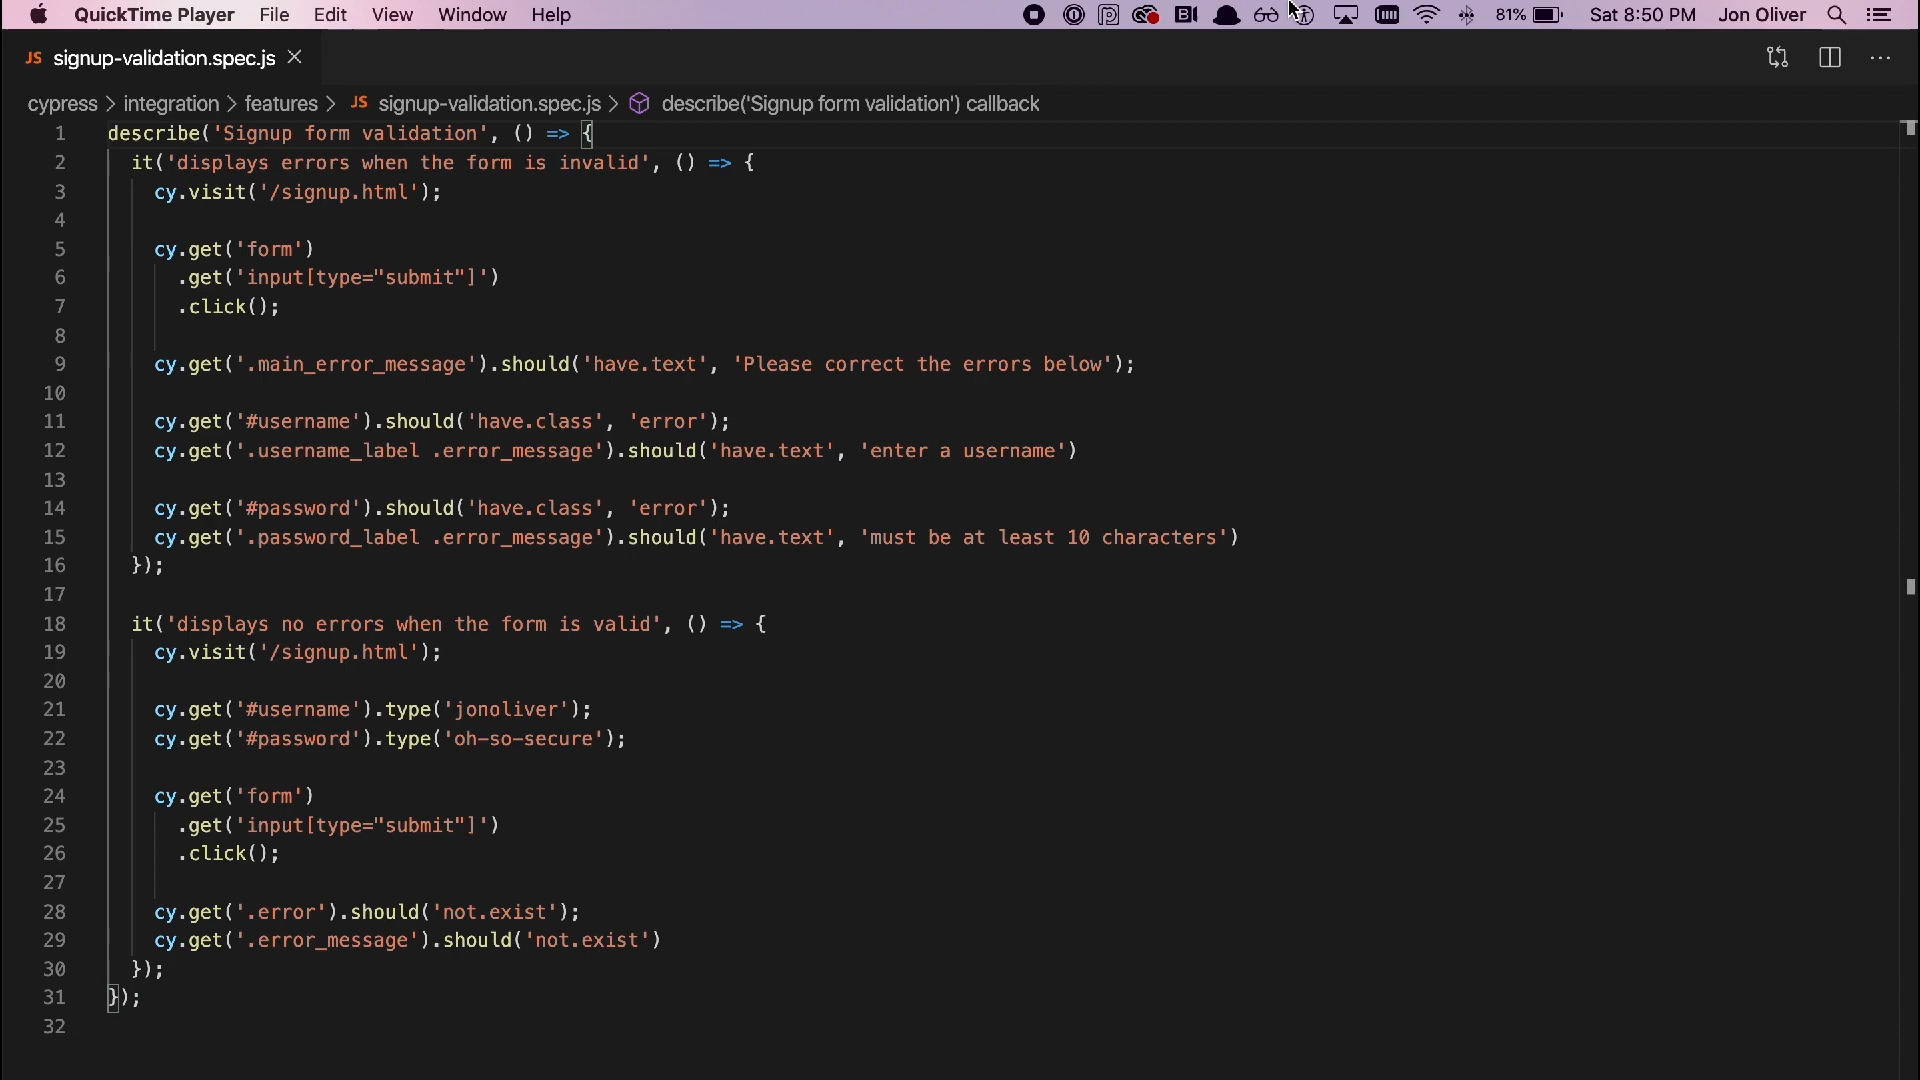 QuickTime Player File Edit View Window Help 81% Sat 8:50 PM Jon Oliver
JS signup-validation.spec.js
cypress > integration > features > JS signup-validation.spec.js > describe('Signup form validation') callback
1 describe('Signup form validation', () => {
2 it('displays errors when the form is invalid', () => {
3 cy.visit('/signup.html');
4
5 cy.get('form')
6 .get('input[type="submit"]')
7 .click();
8
9 cy.get('.main_error_message').should('have.text', 'Please correct the errors below');
10
11 cy.get('#username').should('have.class', 'error');
12 cy.get('.username_label .error_message').should('have.text', 'enter a username')
13
14 cy.get('#password').should('have.class', 'error');
15 cy.get('.password_label .error_message').should('have.text', 'must be at least 10 characters')
16 });
17
18 it('displays no errors when the form is valid', () => {
19 cy.visit('/signup.html');
20
21 cy.get('#username').type('jonoliver');
22 cy.get('#password').type('oh-so-secure');
23
24 cy.get('form')
25 .get('input[type="submit"]')
26 .click();
27
28 cy.get('.error').should('not.exist');
29 cy.get('.error_message').should('not.exist')
30 });
31 });
32